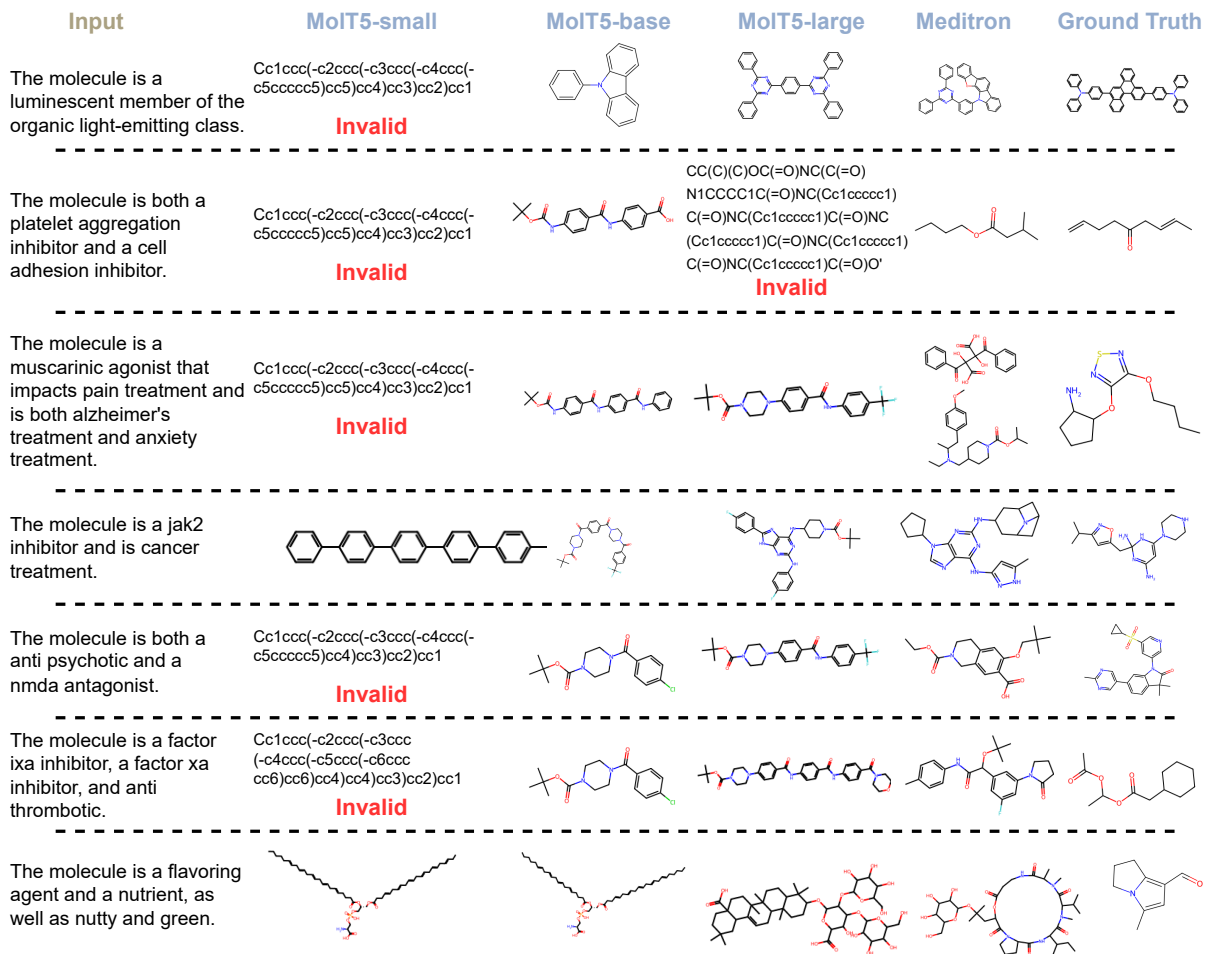 Input MolT5-small MolT5-base MolT5-large Meditron Ground Truth
The molecule is a
luminescent member of the
organic light-emitting class.
Cc1ccc(-c2ccc(-c3ccc(-c4ccc(-
c5ccccc5)cc5)cc4)cc3)cc2)cc1
Invalid
The molecule is both a
platelet aggregation
inhibitor and a cell
adhesion inhibitor.
Cc1ccc(-c2ccc(-c3ccc(-c4ccc(-
c5ccccc5)cc5)cc4)cc3)cc2)cc1
Invalid
CC(C)(C)OC(=O)NC(C(=O)
N1CCCC1C(=O)NC(Cc1ccccc1)
C(=O)NC(Cc1ccccc1)C(=O)NC
(Cc1ccccc1)C(=O)NC(Cc1ccccc1)
C(=O)NC(Cc1ccccc1)C(=O)O'
Invalid
The molecule is a
muscarinic agonist that
impacts pain treatment and
is both alzheimer's
treatment and anxiety
treatment.
Cc1ccc(-c2ccc(-c3ccc(-c4ccc(-
c5ccccc5)cc5)cc4)cc3)cc2)cc1
Invalid
The molecule is a jak2
inhibitor and is cancer
treatment.
The molecule is both a
anti psychotic and a
nmda antagonist.
Cc1ccc(-c2ccc(-c3ccc(-c4ccc(-
c5ccccc5)cc4)cc3)cc2)cc1
Invalid
The molecule is a factor
ixa inhibitor, a factor xa
inhibitor, and anti
thrombotic.
Cc1ccc(-c2ccc(-c3ccc
(-c4ccc(-c5ccc(-c6ccc
cc6)cc6)cc4)cc4)cc3)cc2)cc1
Invalid
The molecule is a flavoring
agent and a nutrient, as
well as nutty and green.